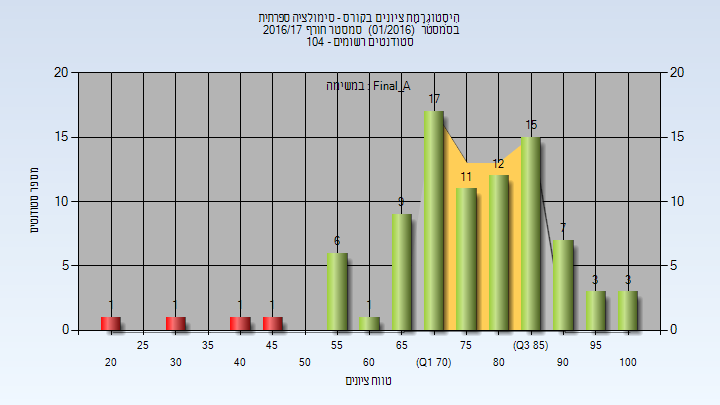 היסטוגרמת ציונים בקורס - סימולציה ספרתית
בסמסטר (01/2016) סמסטר חורף 2016/17
סטודנטים רשומים - 104
במשימה : Final_A
מספר סטודנטים
20 20
15 15
10 10
5 5
0 0
1 1 1 1 6 1 9 17 11 12 15 7 3 3
25 35 45 55 65 75 (Q3 85) 95
20 30 40 50 60 (Q1 70) 80 90 100
טווח ציונים